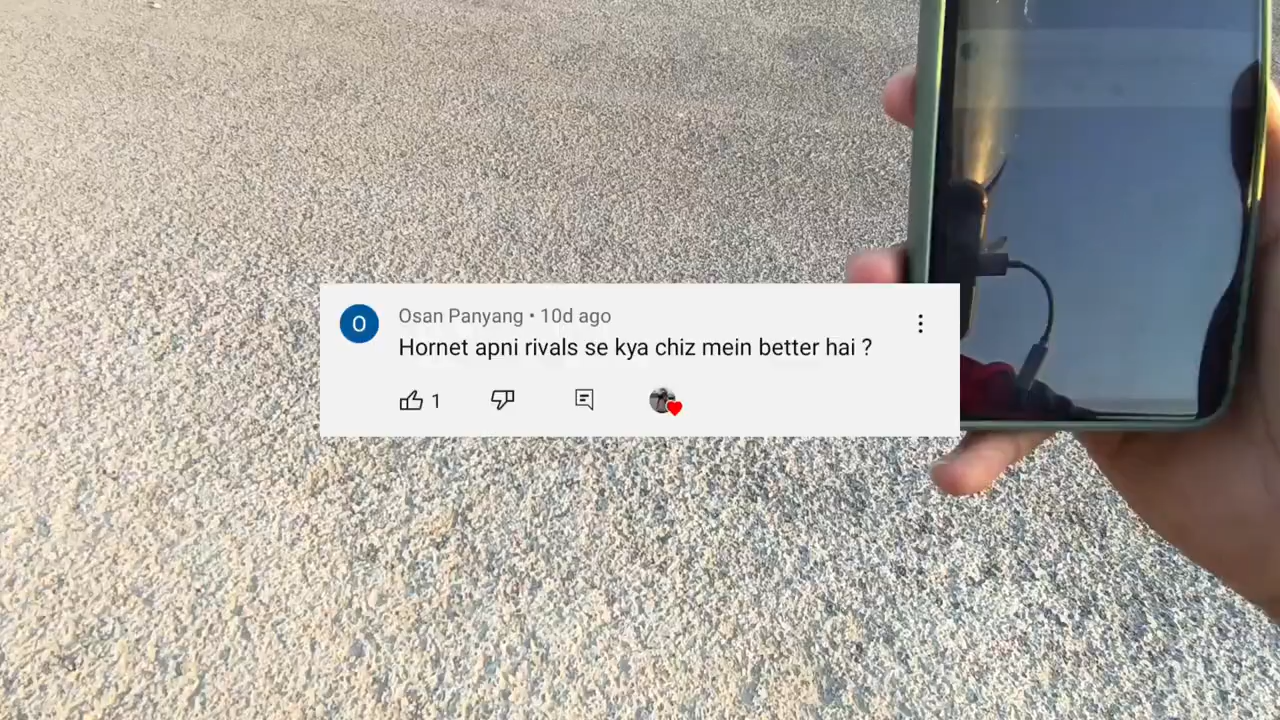 O
Osan Panyang • 10d ago
Hornet apni rivals se kya chiz mein better hai ?
1